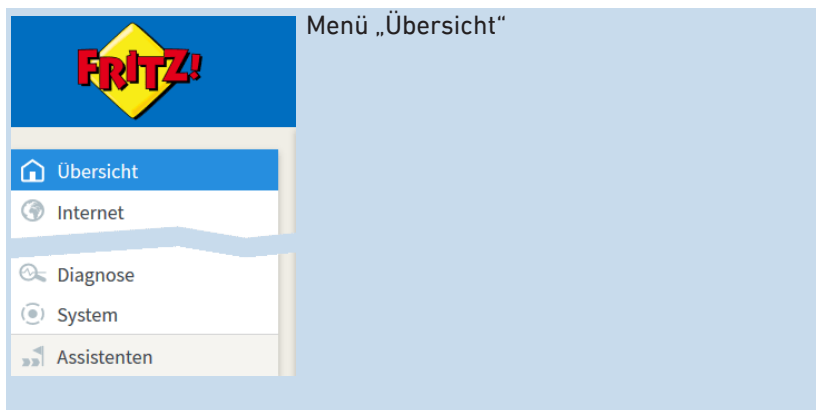 Menü „Übersicht“
FRITZ!
Übersicht
Internet
Diagnose
System
Assistenten